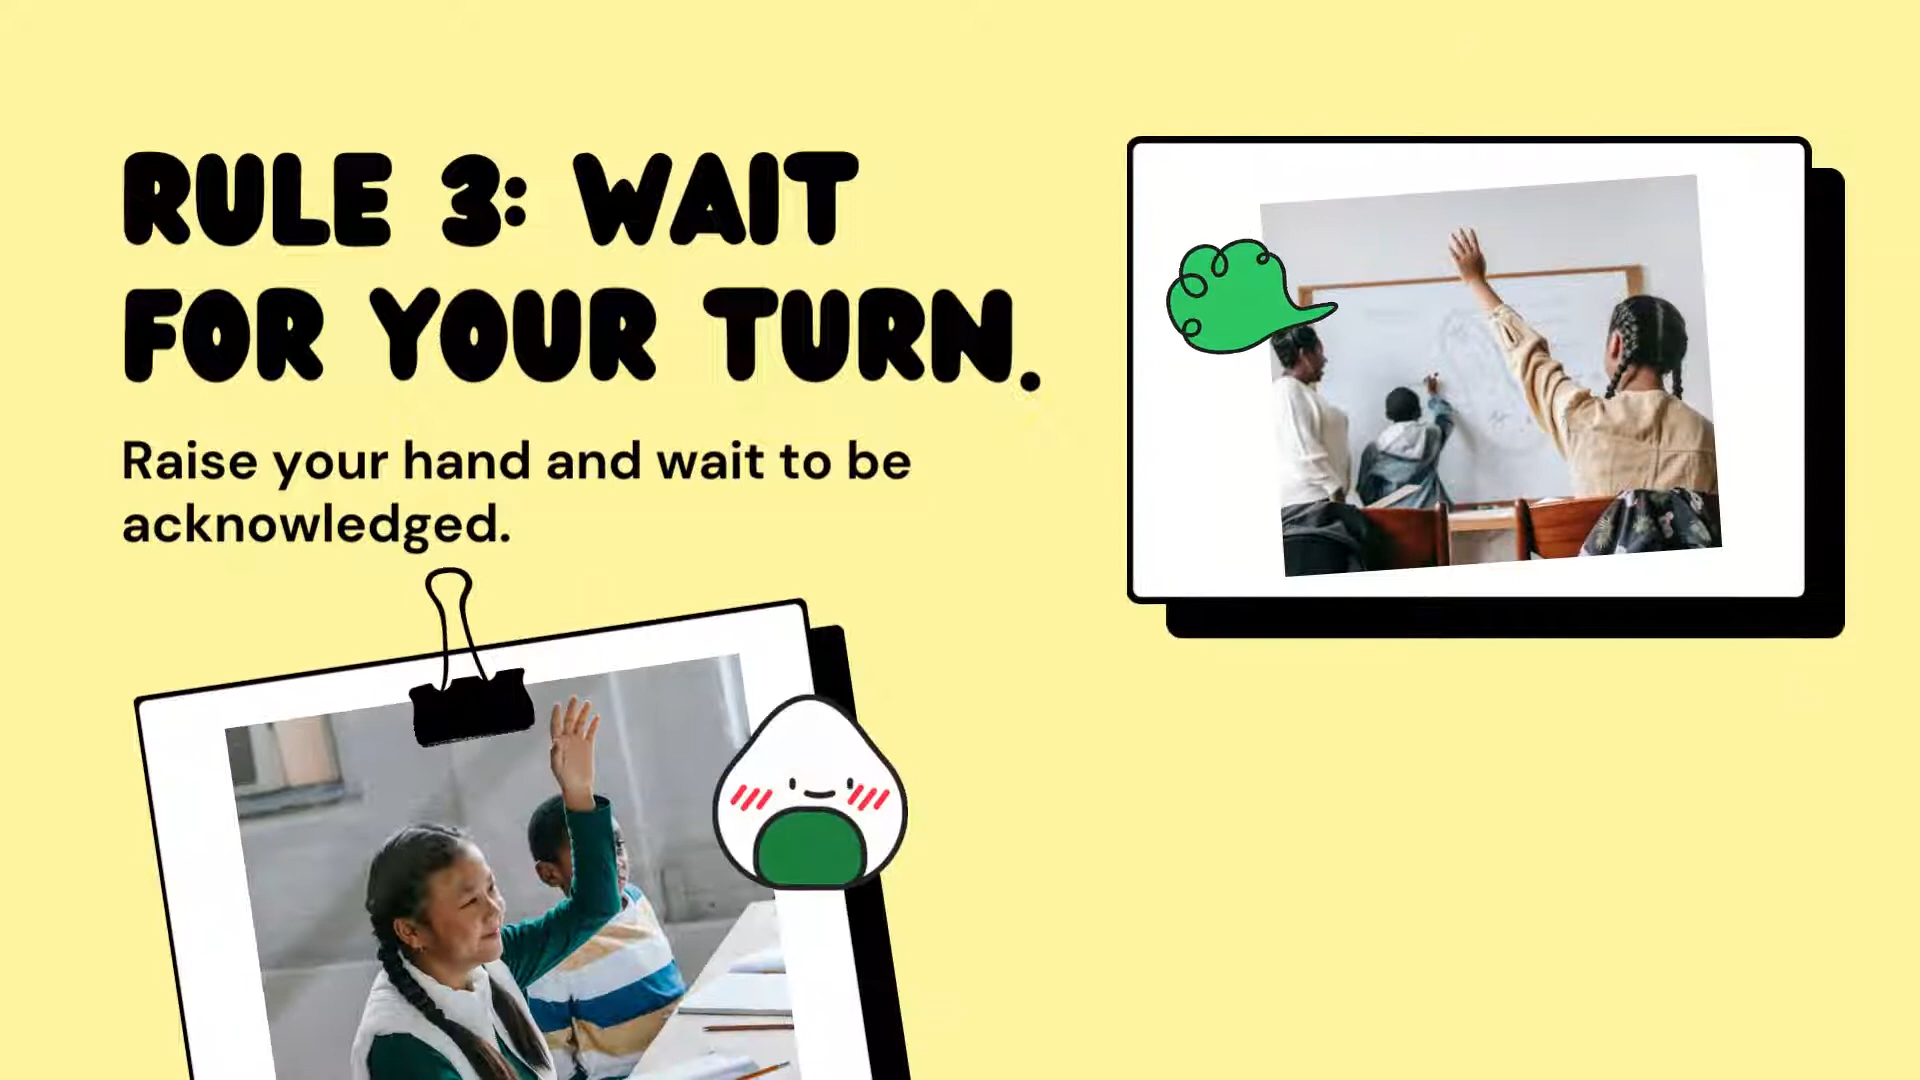 RULE 3: WAIT
FOR YOUR TURN.
Raise your hand and wait to be
acknowledged.